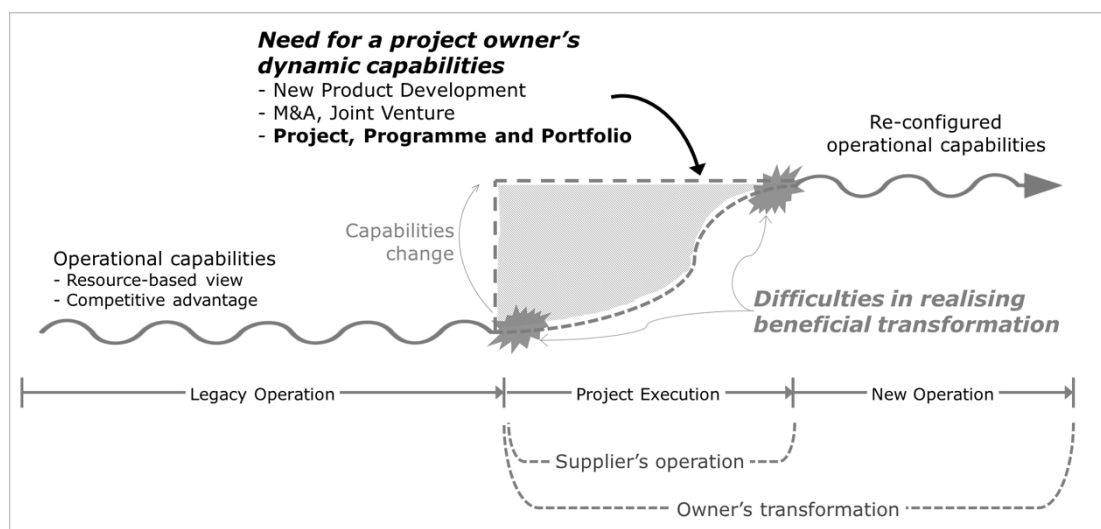 Need for a project owner's
dynamic capabilities
- New Product Development
- M&A, Joint Venture
- Project, Programme and Portfolio
Re-configured
operational capabilities
Capabilities
change
Operational capabilities
- Resource-based view
- Competitive advantage
Difficulties in realising
beneficial transformation
Legacy Operation
Project Execution
New Operation
Supplier's operation
Owner's transformation